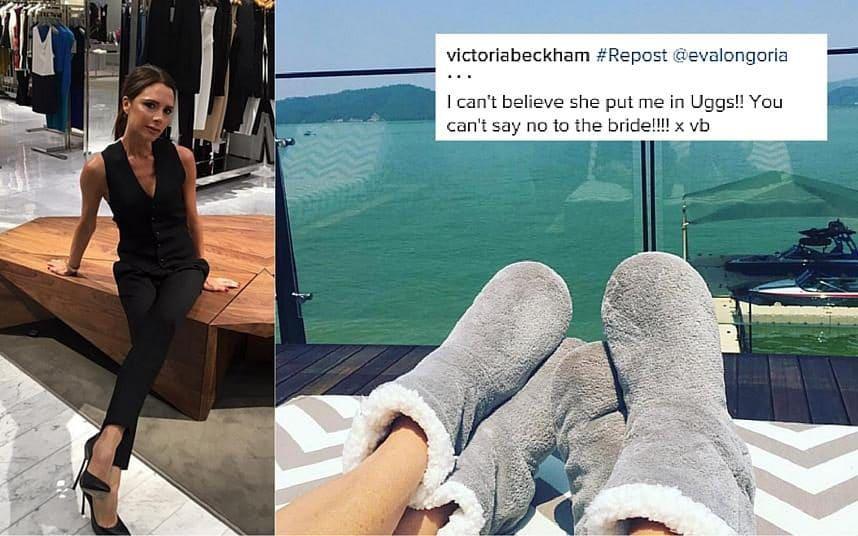 victoriabeckham #Repost @evalongoria
• • •
I can't believe she put me in Uggs!! You
can't say no to the bride!!!! x vb